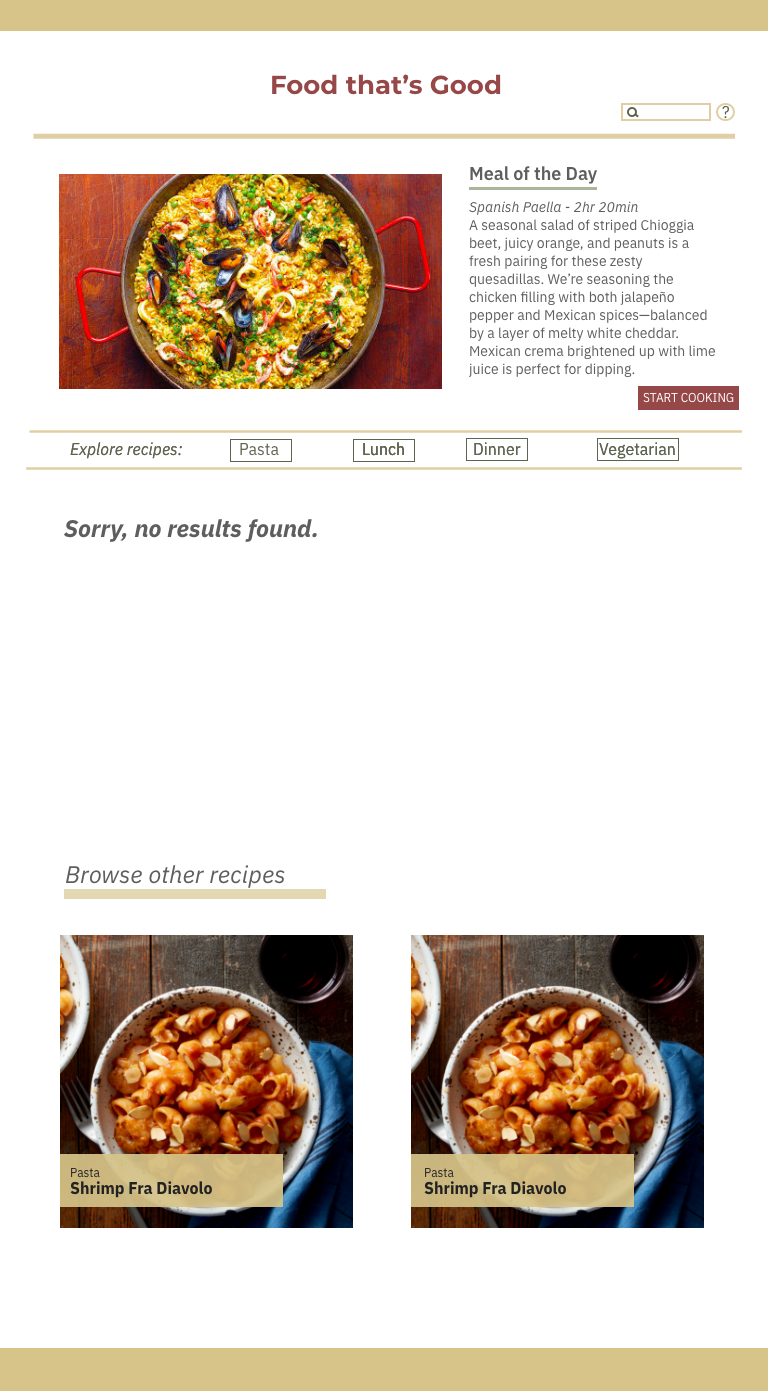 Food that’s Good
?
Meal of the Day
Spanish Paella - 2hr 20min
A seasonal salad of striped Chioggia
beet, juicy orange, and peanuts is a
fresh pairing for these zesty
quesadillas. We’re seasoning the
chicken filling with both jalapeño
pepper and Mexican spices—balanced
by a layer of melty white cheddar.
Mexican crema brightened up with lime
juice is perfect for dipping.
START COOKING
Explore recipes: Pasta Lunch Dinner Vegetarian
Sorry, no results found.
Browse other recipes
Pasta
Shrimp Fra Diavolo
Pasta
Shrimp Fra Diavolo